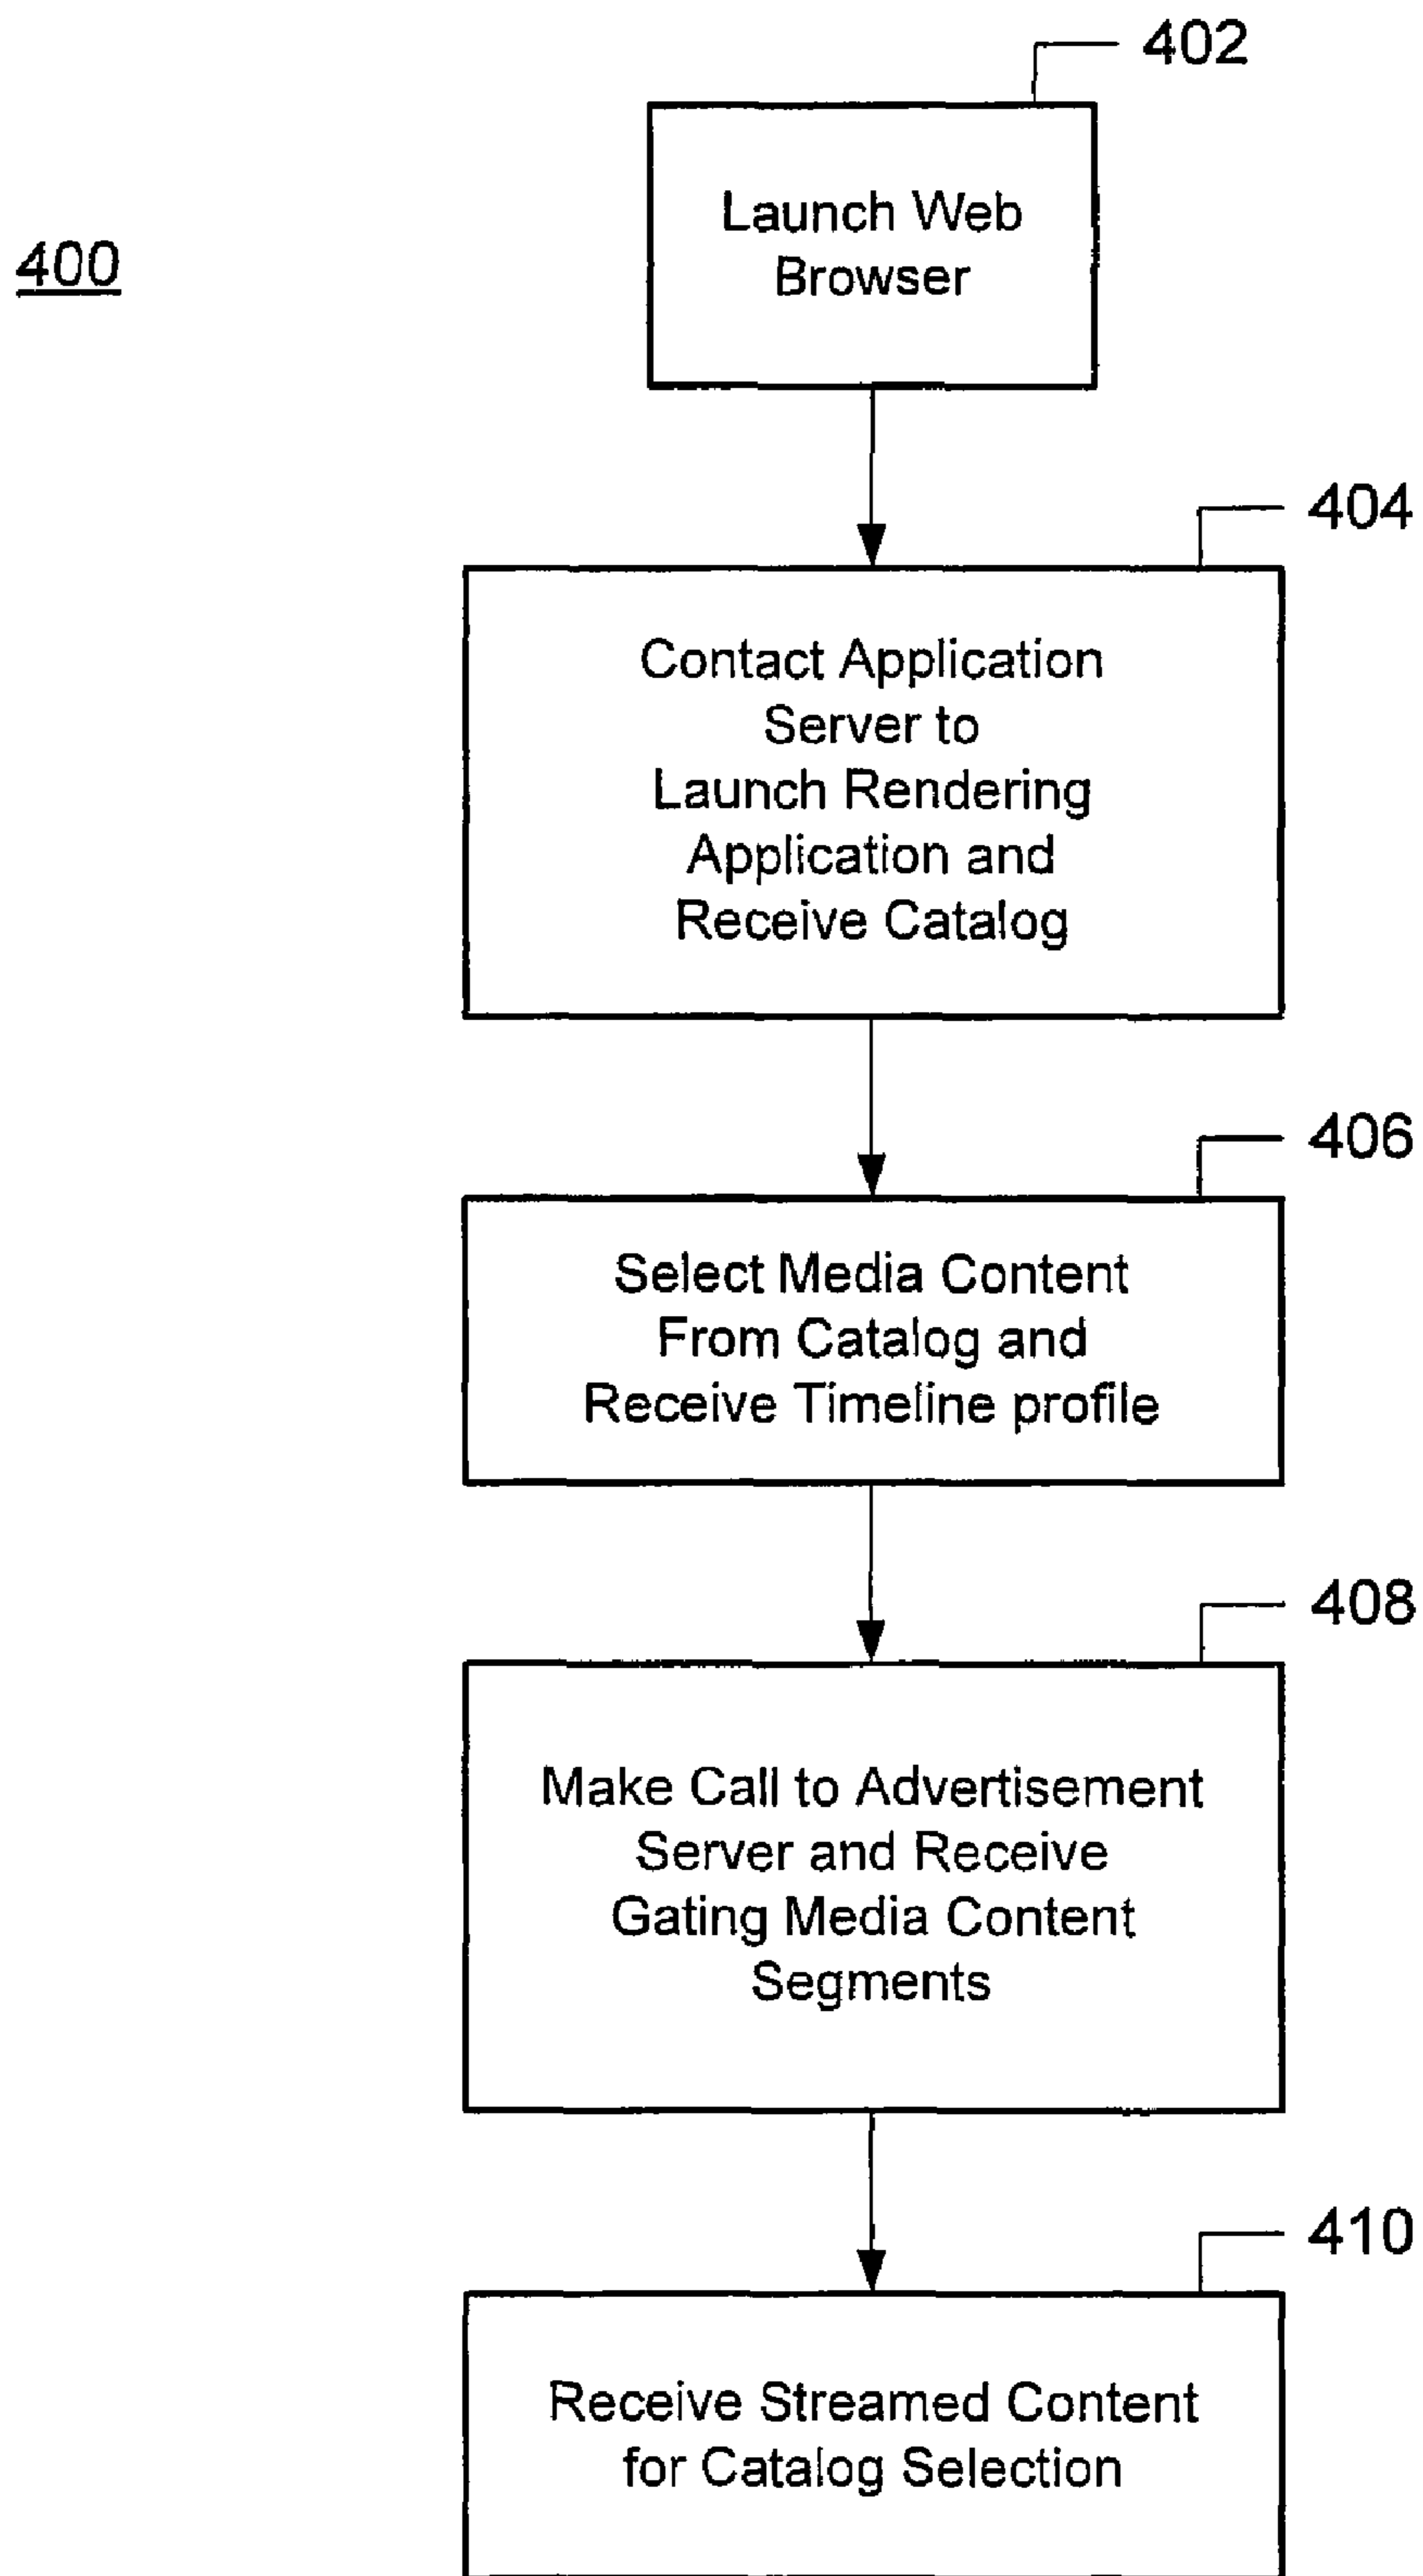 402
Launch Web
Browser
400
404
Contact Application
Server to
Launch Rendering
Application and
Receive Catalog
406
Select Media Content
From Catalog and
Receive Timeline profile
408
Make Call to Advertisement
Server and Receive
Gating Media Content
Segments
410
Receive Streamed Content
for Catalog Selection